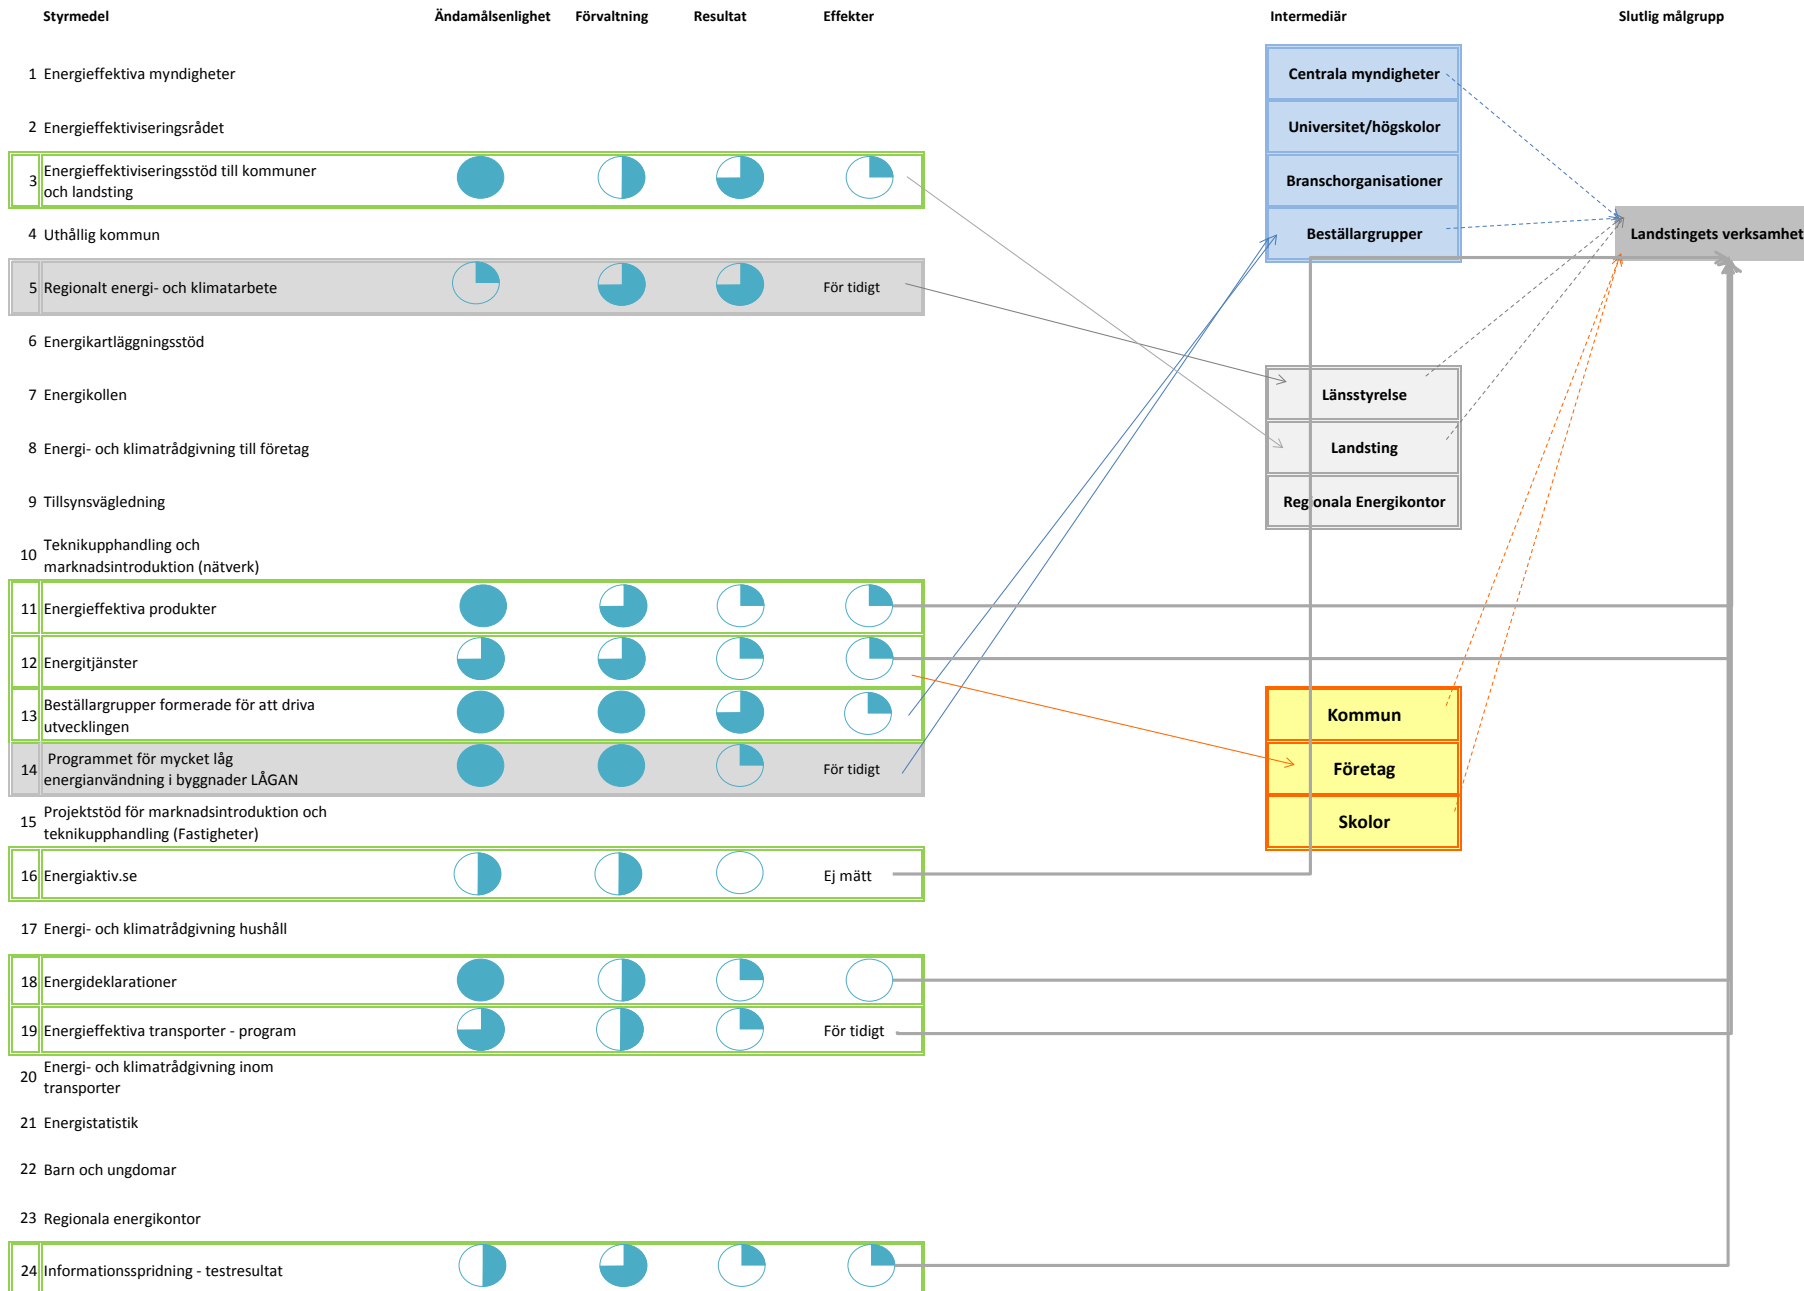 Styrmedel Ändamålsenlighet Förvaltning Resultat Effekter Intermediär Slutlig målgrupp
1 Energieffektiva myndigheter
Centrala myndigheter
2 Energieffektiviseringsrådet
Universitet/högskolor
3 Energieffektiviseringsstöd till kommuner
och landsting
Branschorganisationer
4 Uthållig kommun
Beställargrupper
Landstingets verksamhet
5 Regionalt energi- och klimatarbete För tidigt
6 Energikartläggningsstöd
7 Energikollen
Länsstyrelse
8 Energi- och klimatrådgivning till företag
Landsting
9 Tillsynsvägledning
Regionala Energikontor
10 Teknikupphandling och
marknadsintroduktion (nätverk)
11 Energieffektiva produkter
12 Energitjänster
13 Beställargrupper formerade för att driva
utvecklingen
Kommun
14 Programmet för mycket låg
energianvändning i byggnader LÅGAN
För tidigt
Företag
15 Projektstöd för marknadsintroduktion och
teknikupphandling (Fastigheter)
Skolor
16 Energiaktiv.se Ej mätt
17 Energi- och klimatrådgivning hushåll
18 Energideklarationer
19 Energieffektiva transporter - program För tidigt
20 Energi- och klimatrådgivning inom
transporter
21 Energistatistik
22 Barn och ungdomar
23 Regionala energikontor
24 Informationsspridning - testresultat